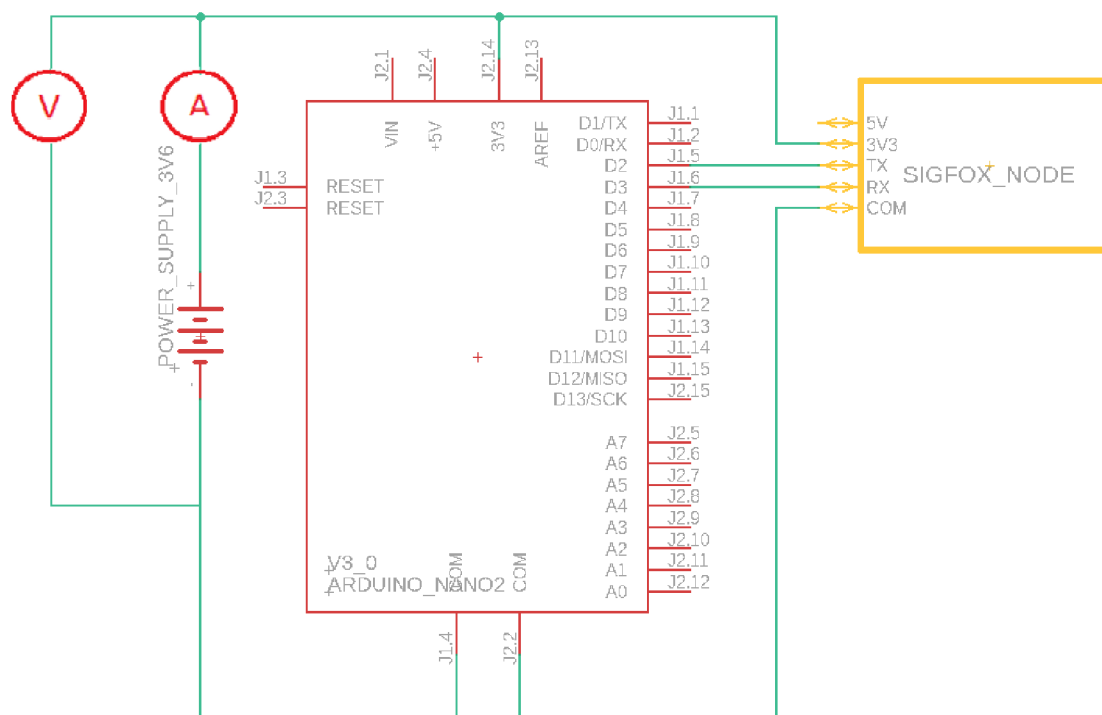 V
A
POWER_SUPPLY_3V6
+
-
J2.1
J2.4
J2.14
J2.13
VIN
+5V
3V3
AREF
J1.3
RESET
J2.3
RESET
D1/TX J1.1
D0/RX J1.2
D2 J1.5
D3 J1.6
D4 J1.7
D5 J1.8
D6 J1.9
D7 J1.10
D8 J1.11
D9 J1.12
D10 J1.13
D11/MOSI J1.14
D12/MISO J1.15
D13/SCK J2.15
A7 J2.5
A6 J2.6
A5 J2.7
A4 J2.8
A3 J2.9
A2 J2.10
A1 J2.11
A0 J2.12
V3_0
ARDUINO_NANO2
COM
COM
J1.4
J2.2
5V
3V3
TX
RX
COM
SIGFOX_NODE